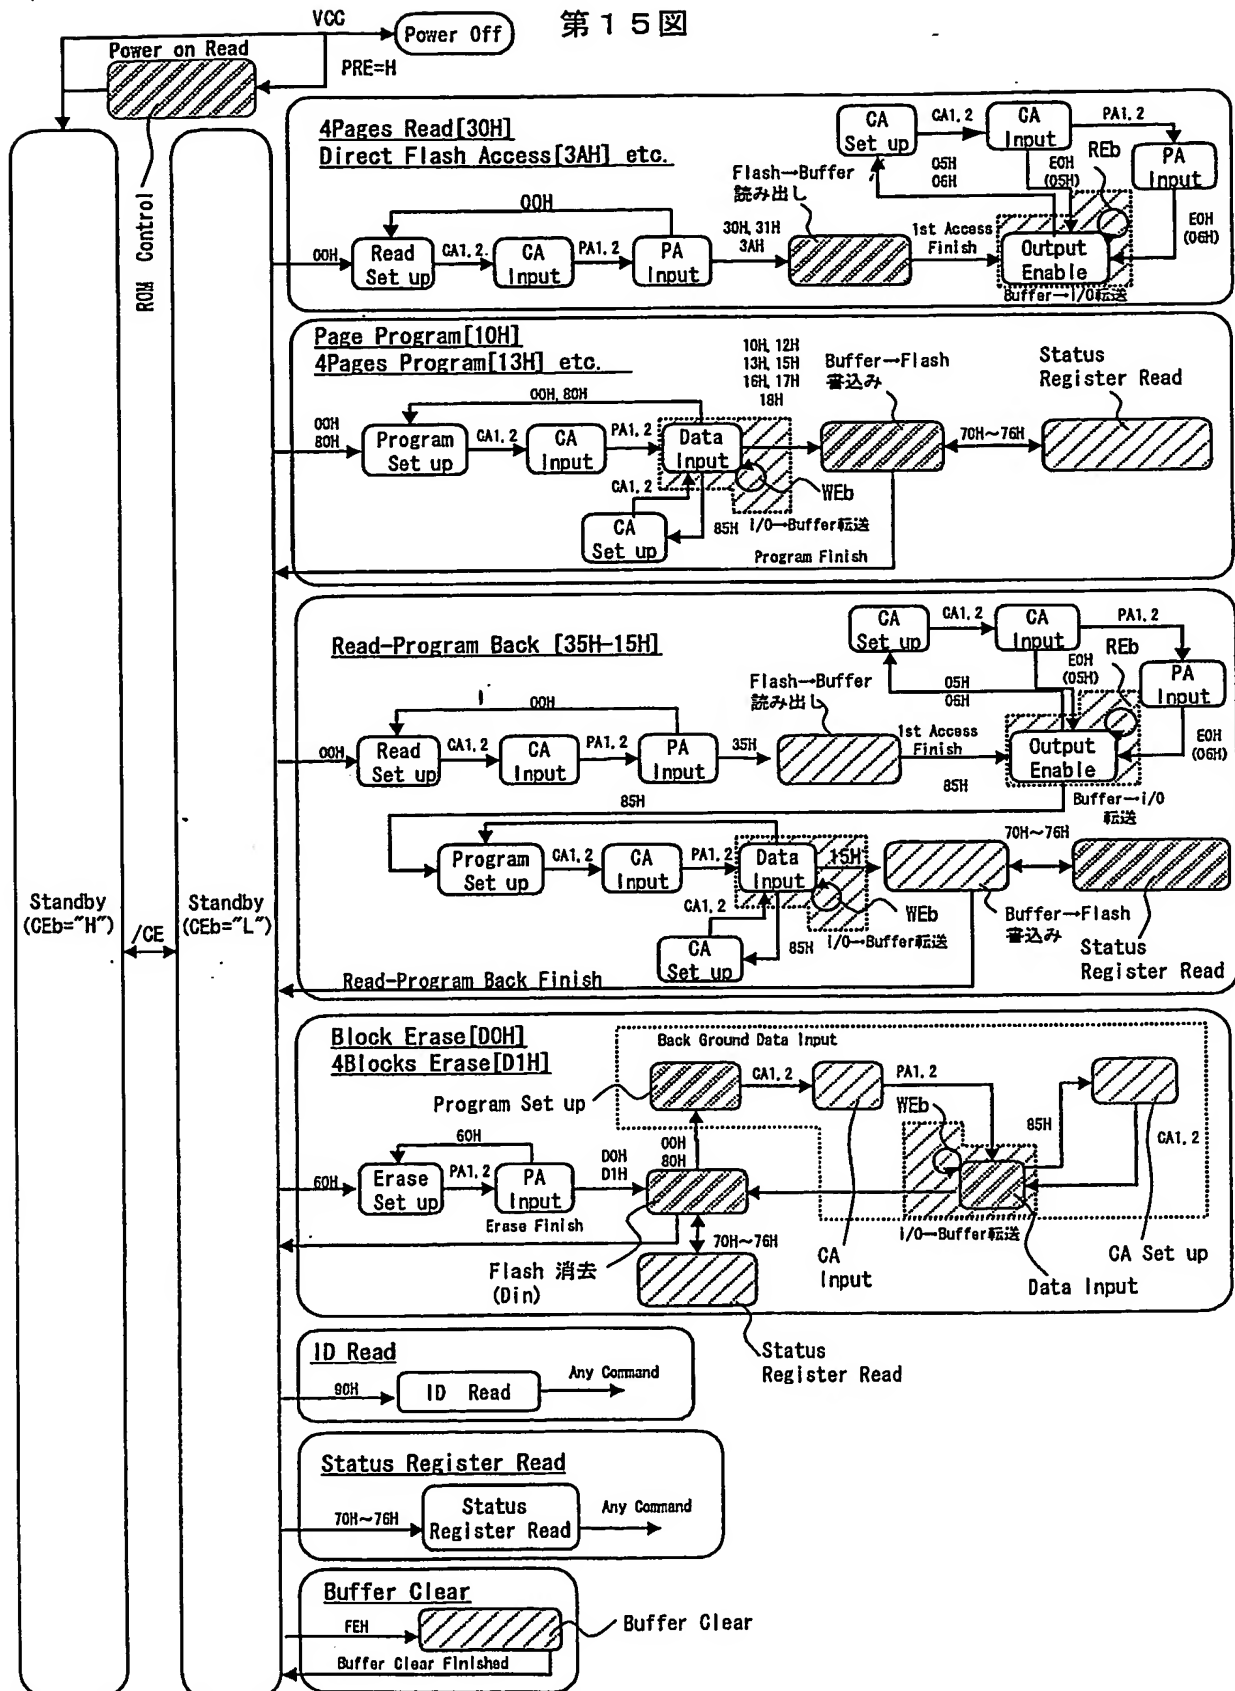 第15図
VCC
Power Off
Power on Read
PRE=H
ROM Control
Standby
(CEb="H")
/CE
Standby
(CEb="L")
4Pages Read[30H]
Direct Flash Access[3AH] etc.
00H
Read
Set up
CA1,2
CA
Input
PA1,2
PA
Input
00H
30H, 31H
3AH
Flash→Buffer
読み出し
1st Access
Finish
Output
Enable
Buffer→I/O転送
05H
06H
CA
Set up
CA1,2
CA
Input
PA1,2
PA
Input
E0H
(05H)
REb
E0H
(06H)
Page Program[10H]
4Pages Program[13H] etc.
00H
80H
Program
Set up
CA1,2
CA
Input
PA1,2
Data
Input
00H, 80H
10H, 12H
13H, 15H
16H, 17H
18H
Buffer→Flash
書込み
70H~76H
Status
Register Read
WEb
I/O→Buffer転送
CA1,2
CA
Set up
85H
Program Finish
Read-Program Back [35H-15H]
00H
Read
Set up
CA1,2
CA
Input
PA1,2
PA
Input
00H
35H
Flash→Buffer
読み出し
1st Access
Finish
Output
Enable
Buffer→I/O
転送
05H
06H
CA
Set up
CA1,2
CA
Input
PA1,2
PA
Input
E0H
(05H)
REb
E0H
(06H)
85H
85H
Program
Set up
CA1,2
CA
Input
PA1,2
Data
Input
15H
70H~76H
WEb
I/O→Buffer転送
CA1,2
CA
Set up
85H
Buffer→Flash
書込み
Status
Register Read
Read-Program Back Finish
Block Erase[D0H]
4Blocks Erase[D1H]
Back Ground Data Input
Program Set up
CA1,2
PA1,2
WEb
85H
CA1,2
60H
Erase
Set up
PA1,2
PA
Input
60H
D0H
D1H
00H
80H
Erase Finish
70H~76H
Flash 消去
(Din)
CA
Input
I/O→Buffer転送
Data Input
CA Set up
Status
Register Read
ID Read
90H
ID Read
Any Command
Status Register Read
70H~76H
Status
Register Read
Any Command
Buffer Clear
FEH
Buffer Clear
Buffer Clear Finished